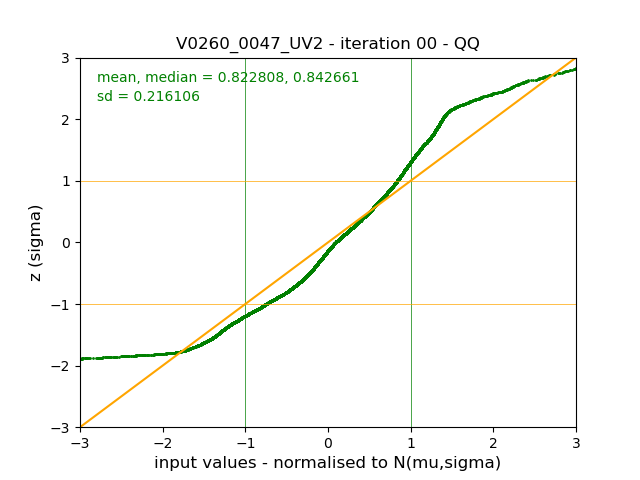 V0260_0047_UV2 - iteration 00 - QQ
mean, median = 0.822808, 0.842661
sd = 0.216106
3
2
1
0
−1
−2
−3
z (sigma)
−3 −2 −1 0 1 2 3
input values - normalised to N(mu,sigma)